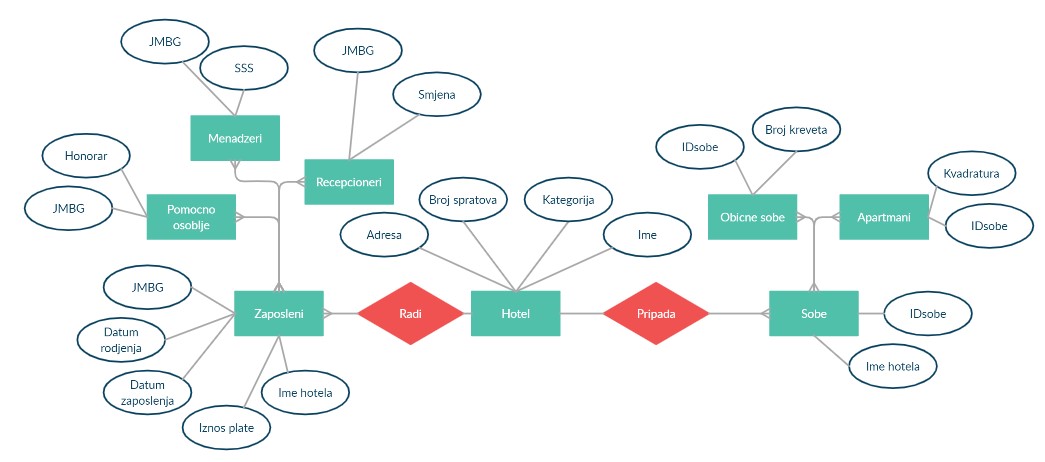 JMBG
SSS
JMBG
Smjena
Menadzeri
Recepcioneri
Honorar
JMBG
Pomocno
osoblje
Broj spratova
Kategorija
Adresa
Ime
IDsobe
Broj kreveta
Kvadratura
IDsobe
Obicne sobe
Apartmani
JMBG
Datum
rodjenja
Datum
zaposlenja
Iznos plate
Ime hotela
Zaposleni
Radi
Hotel
Pripada
Sobe
IDsobe
Ime hotela